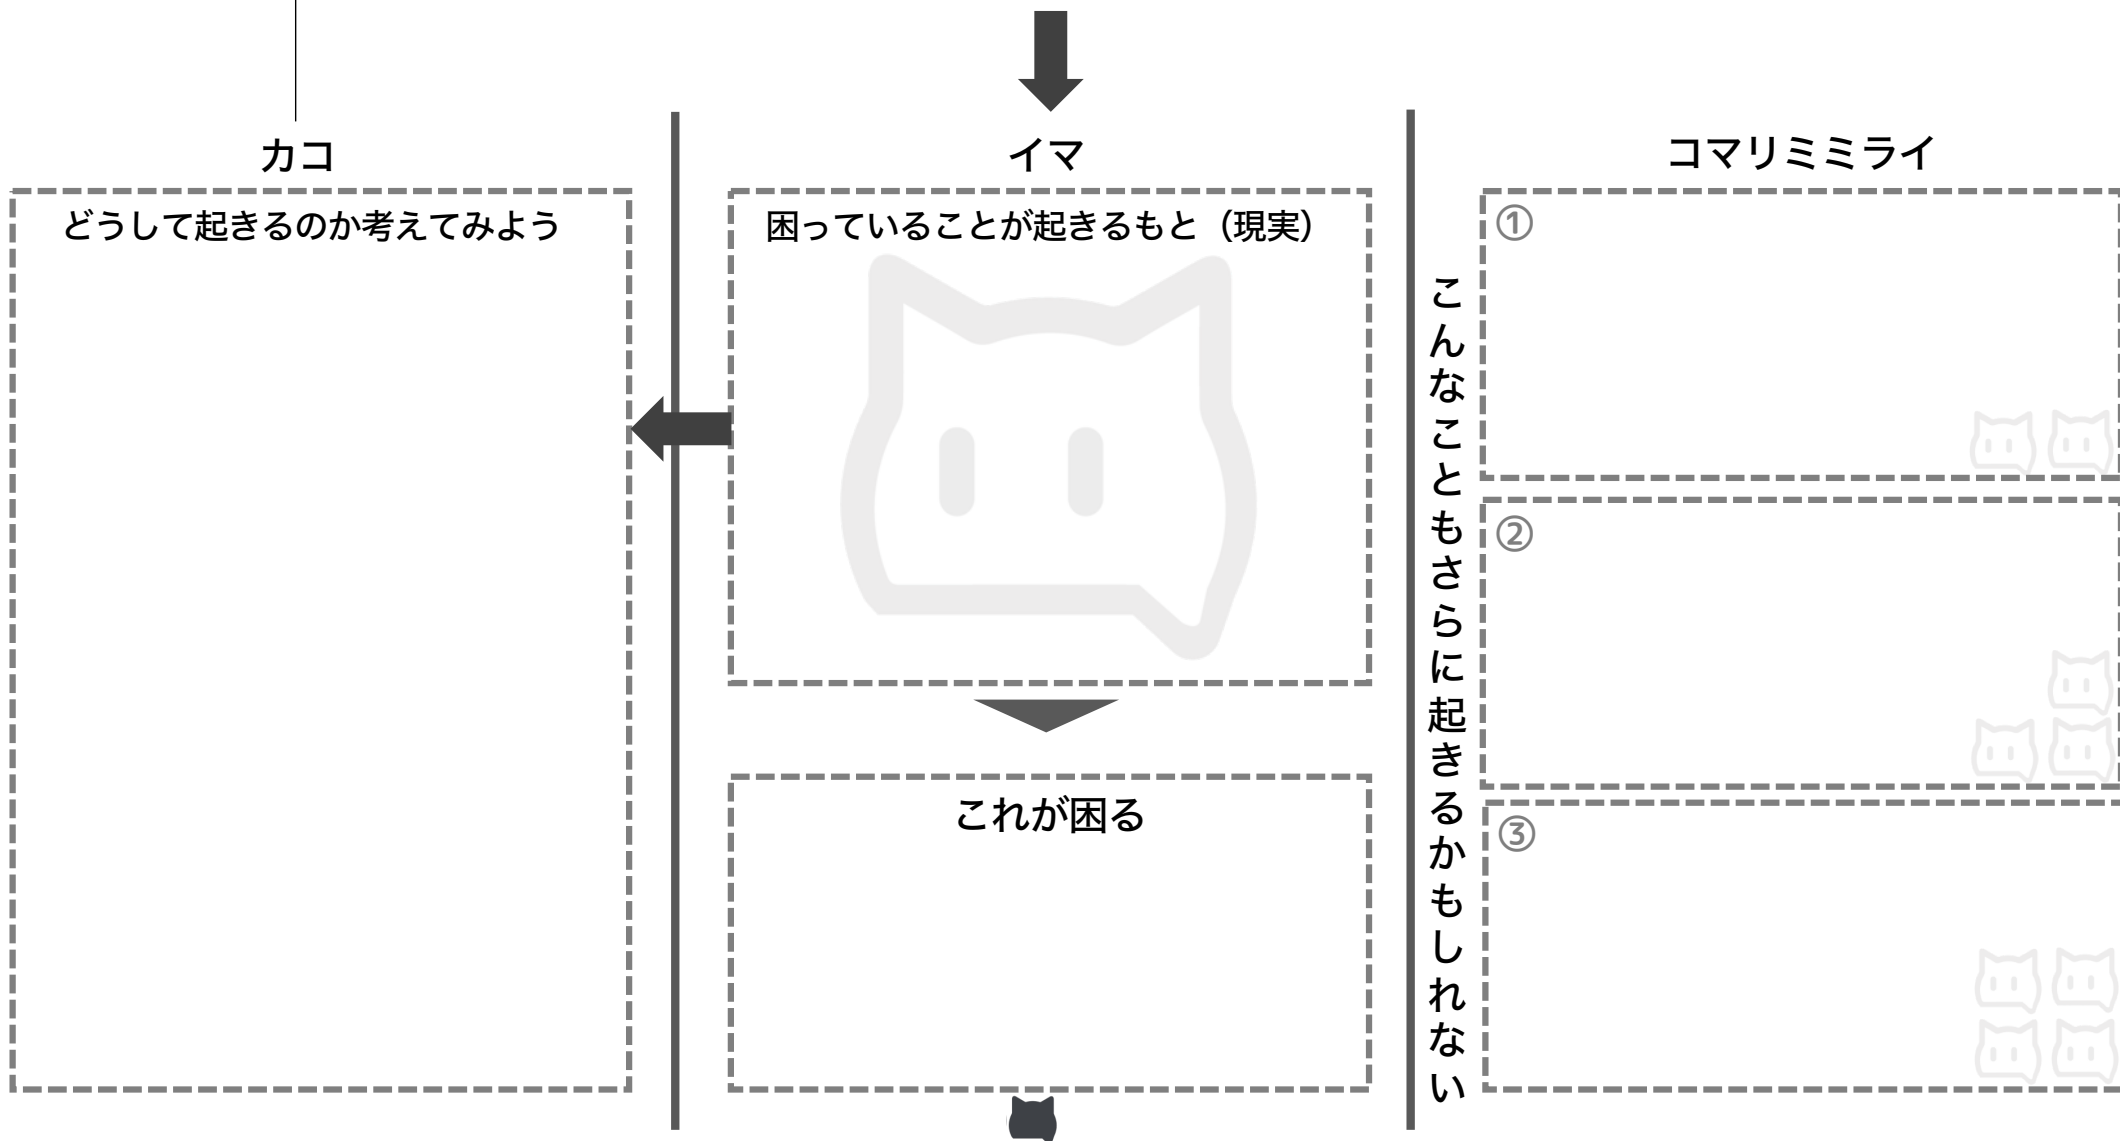 カコ
どうして起きるのか考えてみよう
イマ
困っていることが起きるもと（現実）
これが困る
コマリミミライ
こんなこともさらに起きるかもしれない
①
②
③